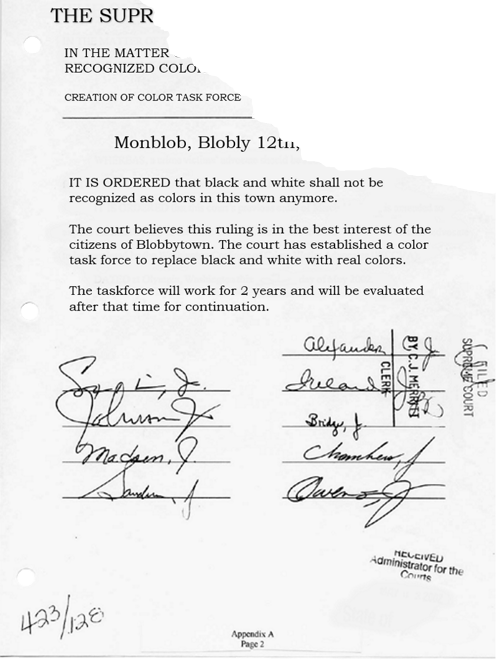 THE SUPR
IN THE MATTER
RECOGNIZED COLO
CREATION OF COLOR TASK FORCE
Monblob, Blobly 12th,
IT IS ORDERED that black and white shall not be
recognized as colors in this town anymore.
The court believes this ruling is in the best interest of the
citizens of Blobbytown. The court has established a color
task force to replace black and white with real colors.
The taskforce will work for 2 years and will be evaluated
after that time for continuation.
Alexander J
Ireland
Johnson J
Bridge, J.
Madsen, J.
Chambers, J
Sanders, J
Owens, J
FILED
SUPREME COURT
BY C.J. MERRITT
CLERK
RECEIVED
Administrator for the
Courts
423/128
Appendix A
Page 2